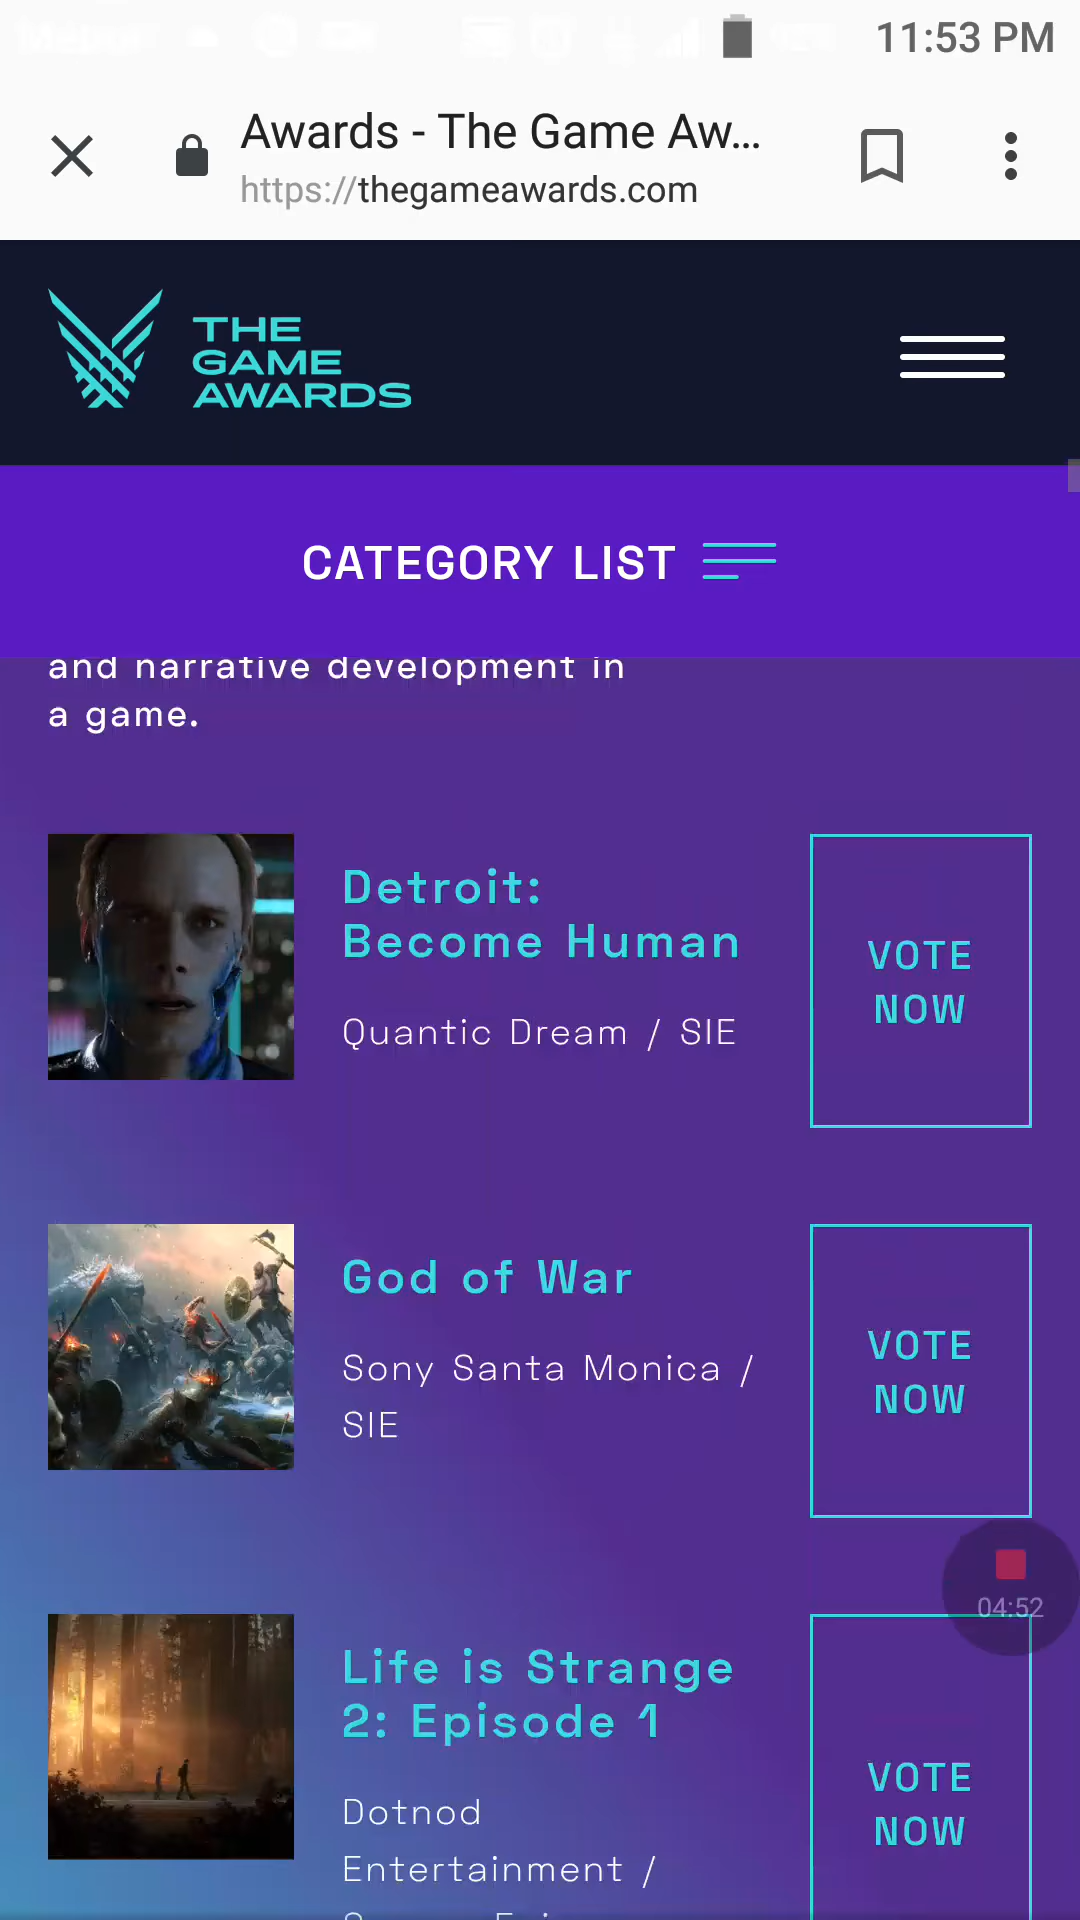 11:53 PM
Awards - The Game Aw...
https://thegameawards.com
THE
GAME
AWARDS
CATEGORY LIST
and narrative development in
a game.
Detroit:
Become Human
Quantic Dream / SIE
VOTE
NOW
God of War
Sony Santa Monica /
SIE
VOTE
NOW
04:52
Life is Strange
2: Episode 1
Dotnod
Entertainment /
VOTE
NOW